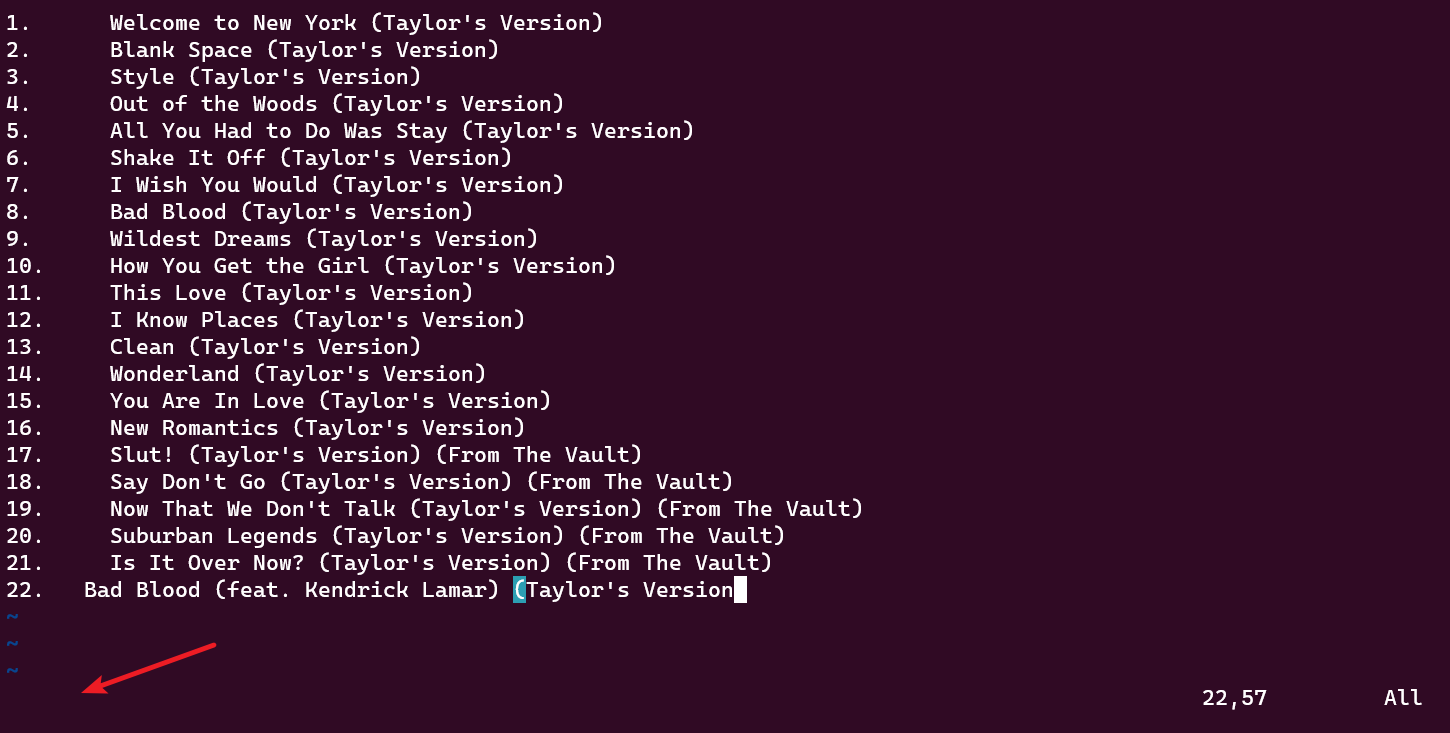 1.      Welcome to New York (Taylor's Version)
2.      Blank Space (Taylor's Version)
3.      Style (Taylor's Version)
4.      Out of the Woods (Taylor's Version)
5.      All You Had to Do Was Stay (Taylor's Version)
6.      Shake It Off (Taylor's Version)
7.      I Wish You Would (Taylor's Version)
8.      Bad Blood (Taylor's Version)
9.      Wildest Dreams (Taylor's Version)
10.     How You Get the Girl (Taylor's Version)
11.     This Love (Taylor's Version)
12.     I Know Places (Taylor's Version)
13.     Clean (Taylor's Version)
14.     Wonderland (Taylor's Version)
15.     You Are In Love (Taylor's Version)
16.     New Romantics (Taylor's Version)
17.     Slut! (Taylor's Version) (From The Vault)
18.     Say Don't Go (Taylor's Version) (From The Vault)
19.     Now That We Don't Talk (Taylor's Version) (From The Vault)
20.     Suburban Legends (Taylor's Version) (From The Vault)
21.     Is It Over Now? (Taylor's Version) (From The Vault)
22.   Bad Blood (feat. Kendrick Lamar) (Taylor's Version
~
~
~
22,57         All